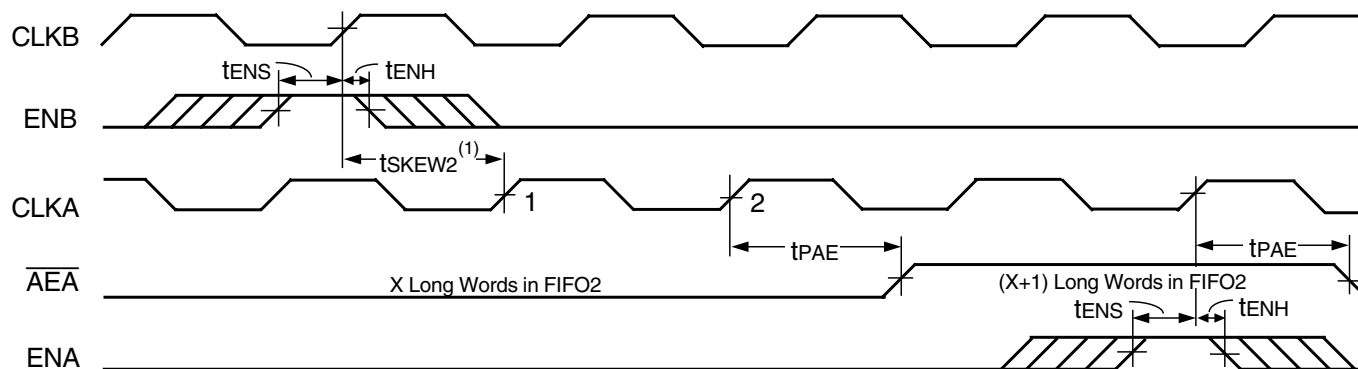 CLKB
tENS
tENH
ENB
tSKEW2(1)
CLKA
1
2
tPAE
tPAE
AEA
X Long Words in FIFO2
(X+1) Long Words in FIFO2
tENS
tENH
ENA